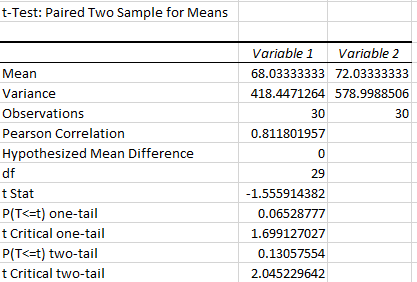 t-Test: Paired Two Sample for Means
Variable 1 Variable 2
Mean 68.03333333 72.03333333
Variance 418.4471264 578.9988506
Observations 30 30
Pearson Correlation 0.811801957
Hypothesized Mean Difference 0
df 29
t Stat -1.555914382
P(T<=t) one-tail 0.06528777
t Critical one-tail 1.699127027
P(T<=t) two-tail 0.13057554
t Critical two-tail 2.045229642